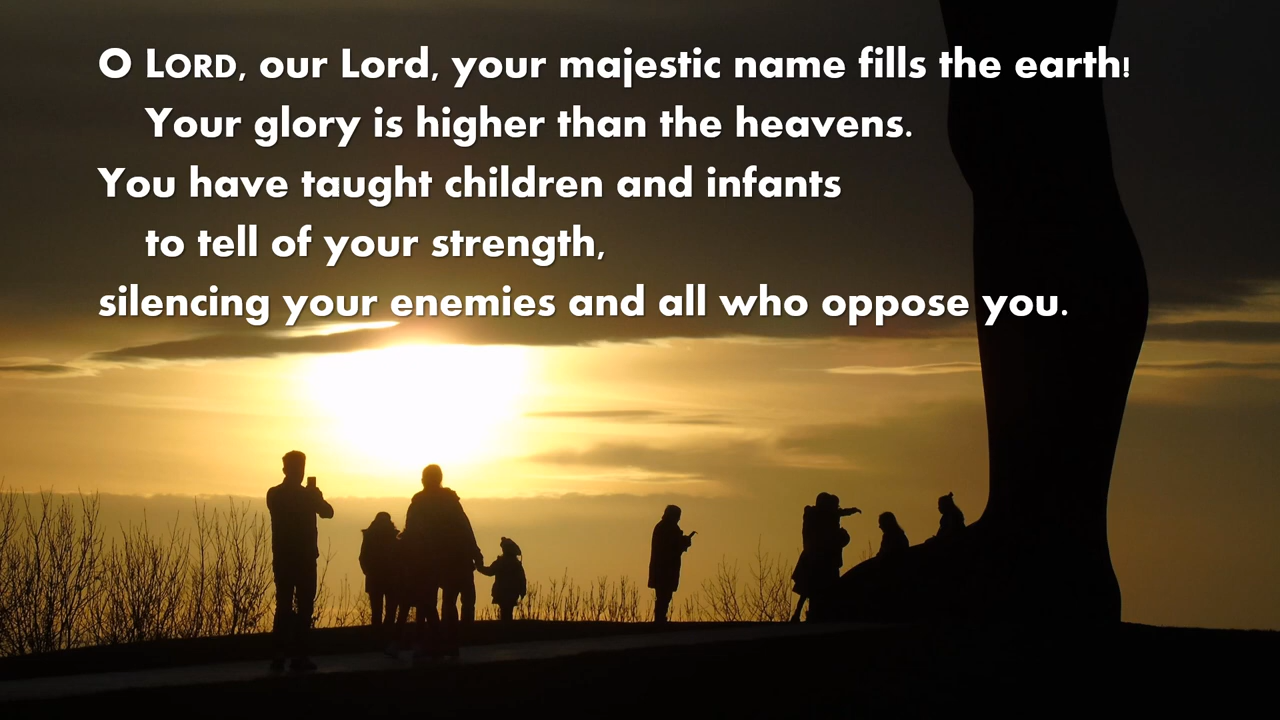 O LORD, our Lord, your majestic name fills the earth!
Your glory is higher than the heavens.
You have taught children and infants
to tell of your strength,
silencing your enemies and all who oppose you.